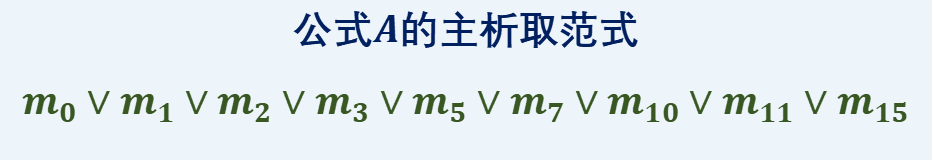 公式A的主析取范式
m₀ ∨ m₁ ∨ m₂ ∨ m₃ ∨ m₅ ∨ m₇ ∨ m₁₀ ∨ m₁₁ ∨ m₁₅